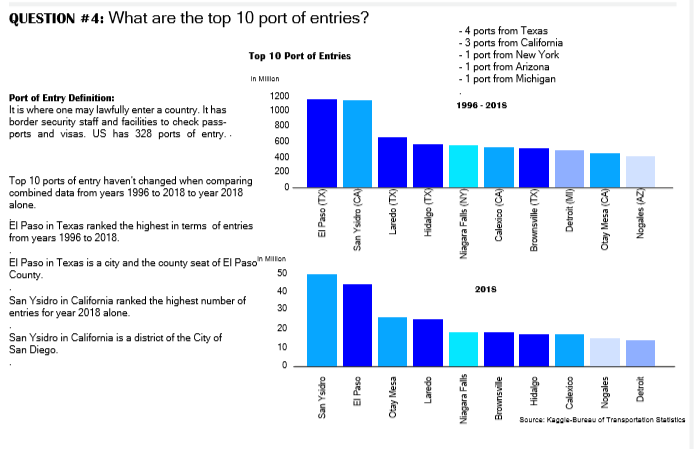 QUESTION #4: What are the top 10 port of entries?
- 4 ports from Texas
- 3 ports from California
- 1 port from New York
- 1 port from Arizona
- 1 port from Michigan
.
Top 10 Port of Entries
In Million
1996 - 2018
1200
1000
800
600
400
200
0
El Paso (TX)
San Ysidro (CA)
Laredo (TX)
Hidalgo (TX)
Niagara Falls (NY)
Calexico (CA)
Brownsville (TX)
Detroit (MI)
Otay Mesa (CA)
Nogales (AZ)
Port of Entry Definition:
It is where one may lawfully enter a country. It has
border security staff and facilities to check pass-
ports and visas. US has 328 ports of entry. .
Top 10 ports of entry haven't changed when comparing
combined data from years 1996 to 2018 to year 2018
alone.
.
El Paso in Texas ranked the highest in terms of entries
from years 1996 to 2018.
.
El Paso in Texas is a city and the county seat of El Paso
County.
.
San Ysidro in California ranked the highest number of
entries for year 2018 alone.
.
San Ysidro in California is a district of the City of
San Diego.
.
In Million
2018
50
40
30
20
10
0
San Ysidro
El Paso
Otay Mesa
Laredo
Niagara Falls
Brownsville
Hidalgo
Calexico
Nogales
Detroit
Source: Kaggle-Bureau of Transportation Statistics